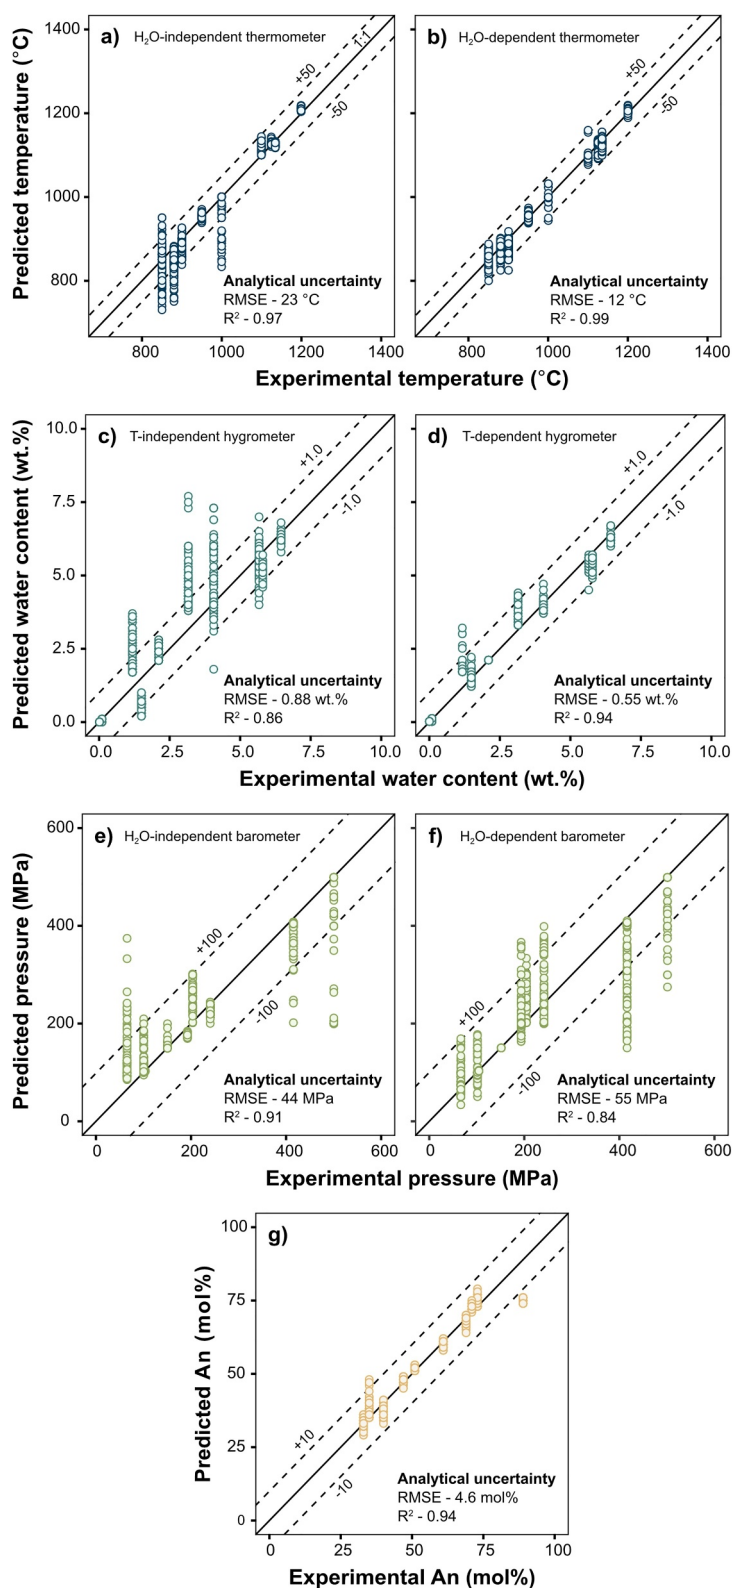 a) H₂O-independent thermometer
1:1
+50
-50
Predicted temperature (°C)
1400
1200
1000
800
Analytical uncertainty
RMSE - 23 °C
R² - 0.97
800 1000 1200 1400
b) H₂O-dependent thermometer
+50
-50
Analytical uncertainty
RMSE - 12 °C
R² - 0.99
800 1000 1200 1400
Experimental temperature (°C)
c) T-independent hygrometer
+1.0
-1.0
Predicted water content (wt.%)
10.0
7.5
5.0
2.5
0.0
Analytical uncertainty
RMSE - 0.88 wt.%
R² - 0.86
0.0 2.5 5.0 7.5 10.0
d) T-dependent hygrometer
+1.0
-1.0
Analytical uncertainty
RMSE - 0.55 wt.%
R² - 0.94
0.0 2.5 5.0 7.5 10.0
Experimental water content (wt.%)
e) H₂O-independent barometer
+100
-100
Predicted pressure (MPa)
600
400
200
0
Analytical uncertainty
RMSE - 44 MPa
R² - 0.91
0 200 400 600
f) H₂O-dependent barometer
+100
-100
Analytical uncertainty
RMSE - 55 MPa
R² - 0.84
0 200 400 600
Experimental pressure (MPa)
g)
+10
-10
Predicted An (mol%)
100
75
50
25
0
Analytical uncertainty
RMSE - 4.6 mol%
R² - 0.94
0 25 50 75 100
Experimental An (mol%)